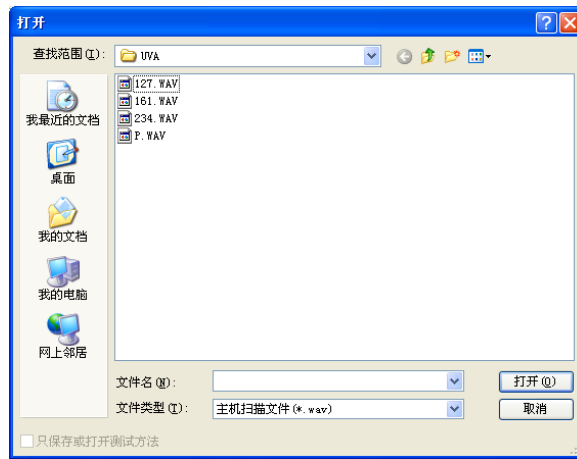 打开
查找范围(I):
UVA
我最近的文档
桌面
我的文档
我的电脑
网上邻居
127.WAV
161.WAV
234.WAV
P.WAV
文件名(N):
打开(O)
文件类型(T):
主机扫描文件(*.wav)
取消
只保存或打开测试方法